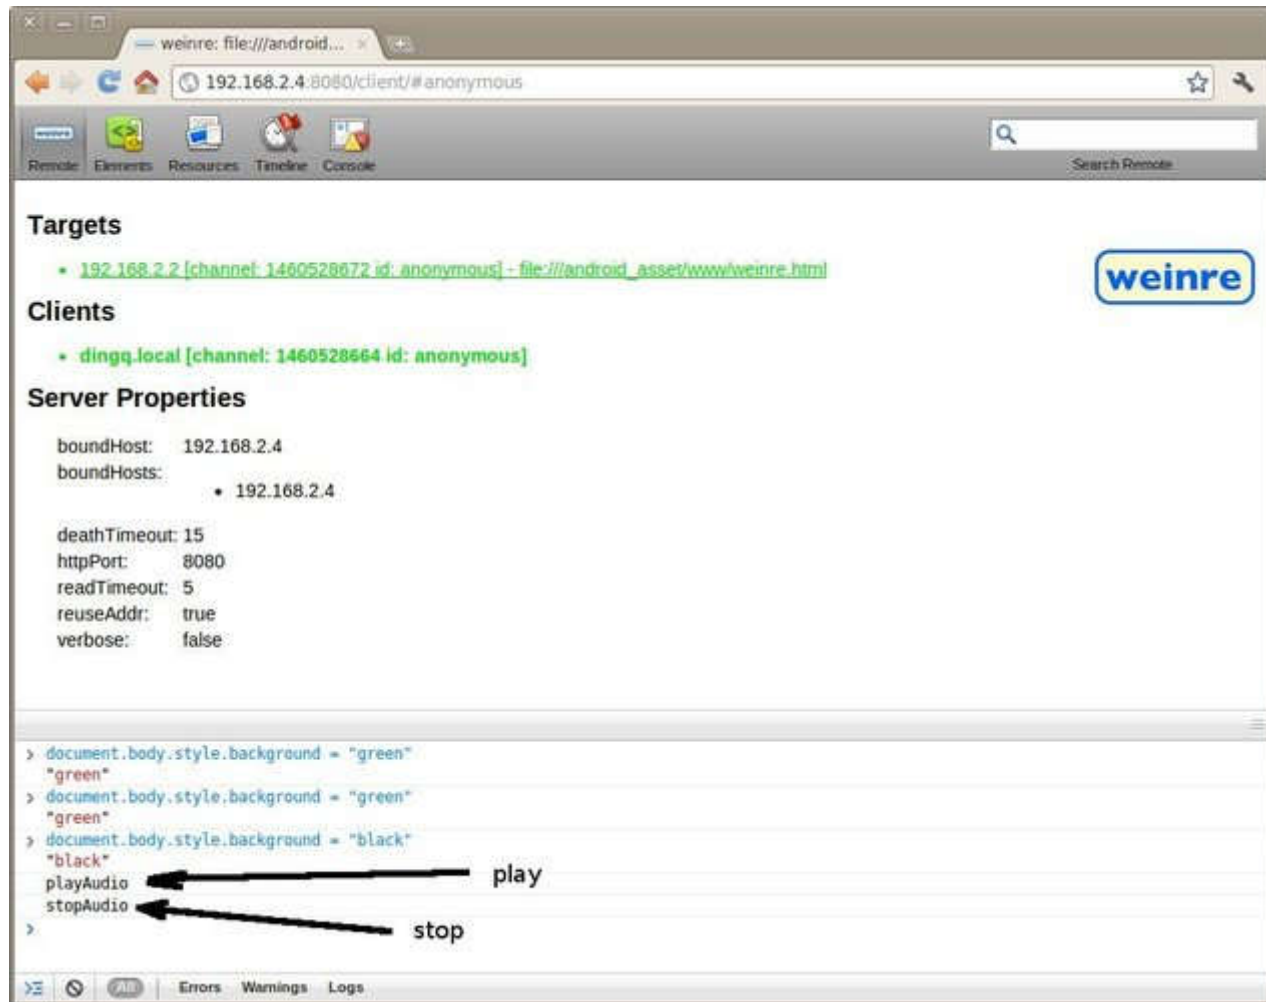 weinre: file:///android...
192.168.2.4:8080/client/#anonymous
weinre
Remote Elements Resources Timeline Console
Search Remote
Targets
192.168.2.2 [channel: 1460528672 id: anonymous] - file:///android_asset/www/weinre.html
weinre
Clients
dingq.local [channel: 1460528664 id: anonymous]
Server Properties
boundHost: 192.168.2.4
boundHosts:
• 192.168.2.4
deathTimeout: 15
httpPort: 8080
readTimeout: 5
reuseAddr: true
verbose: false
> document.body.style.background = "green"
"green"
> document.body.style.background = "green"
"green"
> document.body.style.background = "black"
"black"
playAudio
play
stopAudio
stop
>
All Errors Warnings Logs